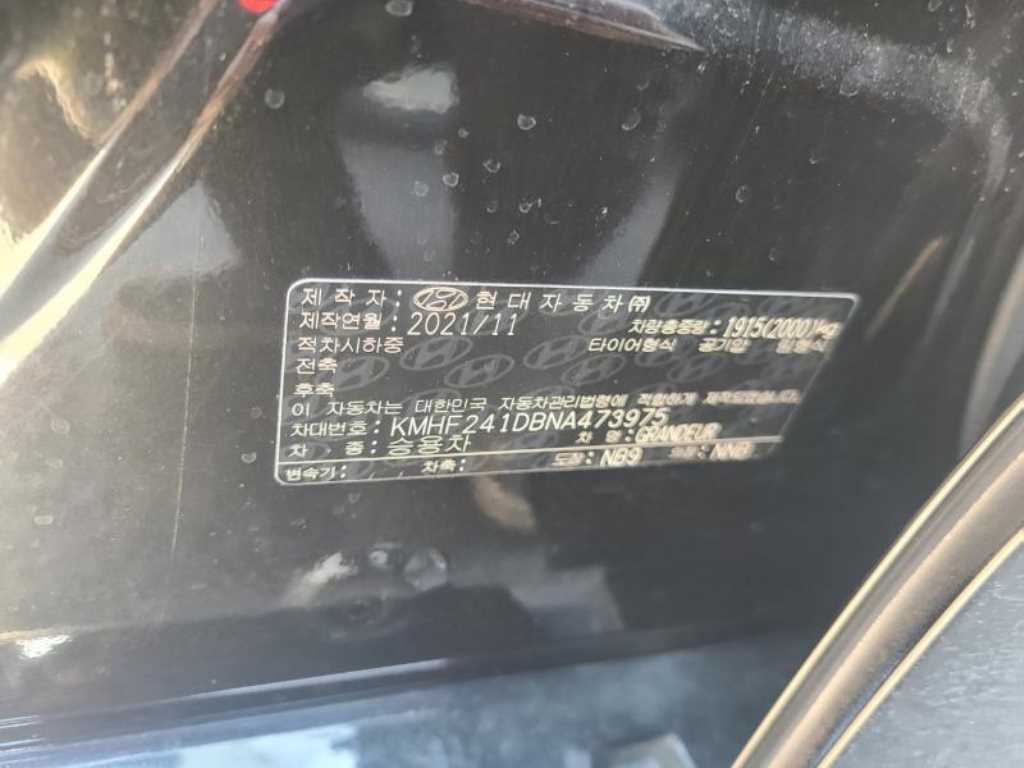 제 작 자 : 현대자동차㈜
제작연월 : 2021/11 차량총중량 : 1915(2000)kg
적차시하중 타이어형식 공기압 림형식
전축
후축
이 자동차는 대한민국 자동차관리법령에 적합하게 제작되었습니다.
차대번호 : KMHF241DBNA473975
차 종 : 승용차 차 명 : GRANDEUR
변속기 : 차축 : 도장 : NB9 NNB